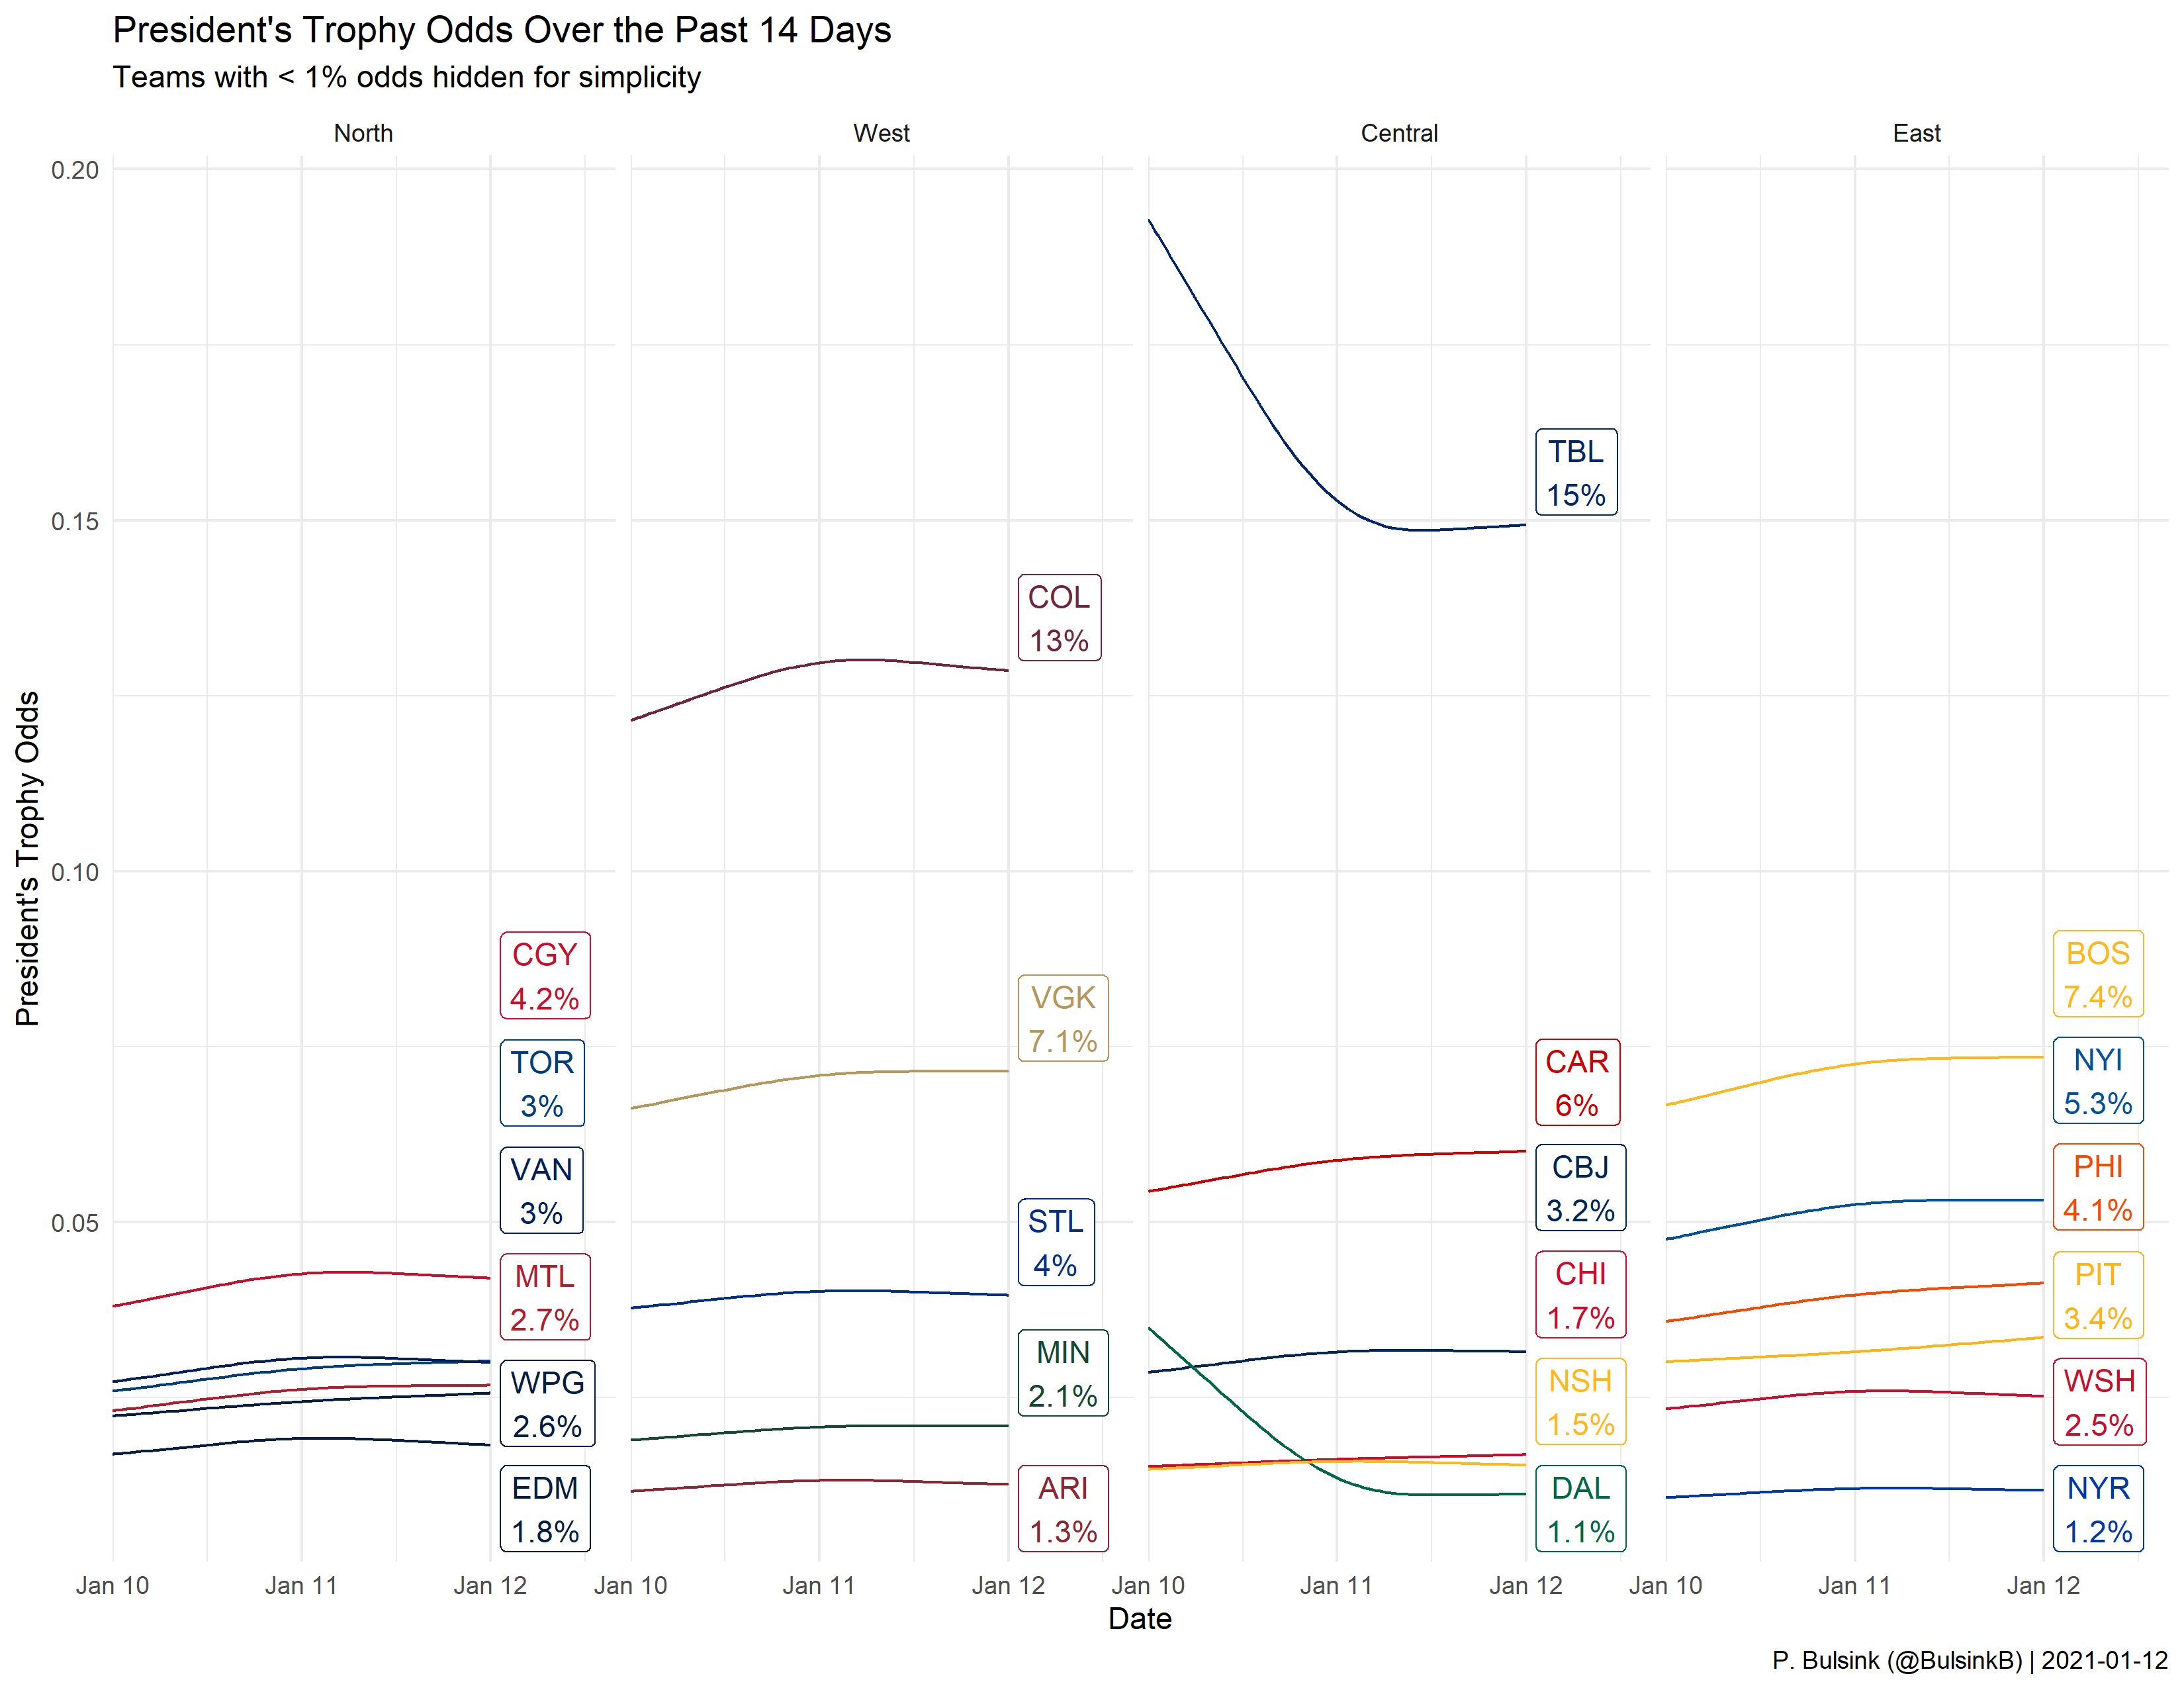 President's Trophy Odds Over the Past 14 Days
Teams with < 1% odds hidden for simplicity
North
West
Central
East
President's Trophy Odds
0.20
0.15
0.10
0.05
CGY
4.2%
TOR
3%
VAN
3%
MTL
2.7%
WPG
2.6%
EDM
1.8%
COL
13%
VGK
7.1%
STL
4%
MIN
2.1%
ARI
1.3%
TBL
15%
CAR
6%
CBJ
3.2%
CHI
1.7%
NSH
1.5%
DAL
1.1%
BOS
7.4%
NYI
5.3%
PHI
4.1%
PIT
3.4%
WSH
2.5%
NYR
1.2%
Jan 10 Jan 11 Jan 12 Jan 10 Jan 11 Jan 12 Jan 10 Jan 11 Jan 12 Jan 10 Jan 11 Jan 12
Date
P. Bulsink (@BulsinkB) | 2021-01-12